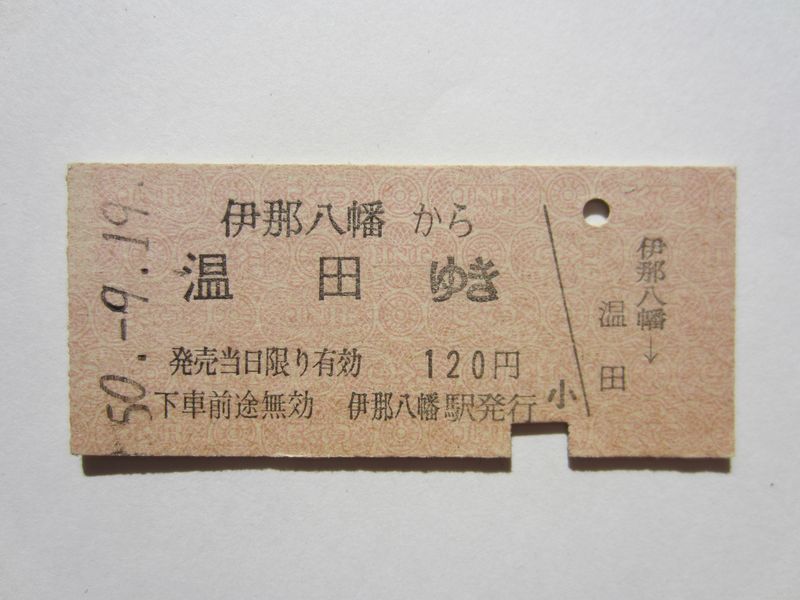 伊那八幡 から
温田 ゆき
発売当日限り有効 120円
下車前途無効 伊那八幡駅発行
小
伊那八幡→
温田
50.-9.19.